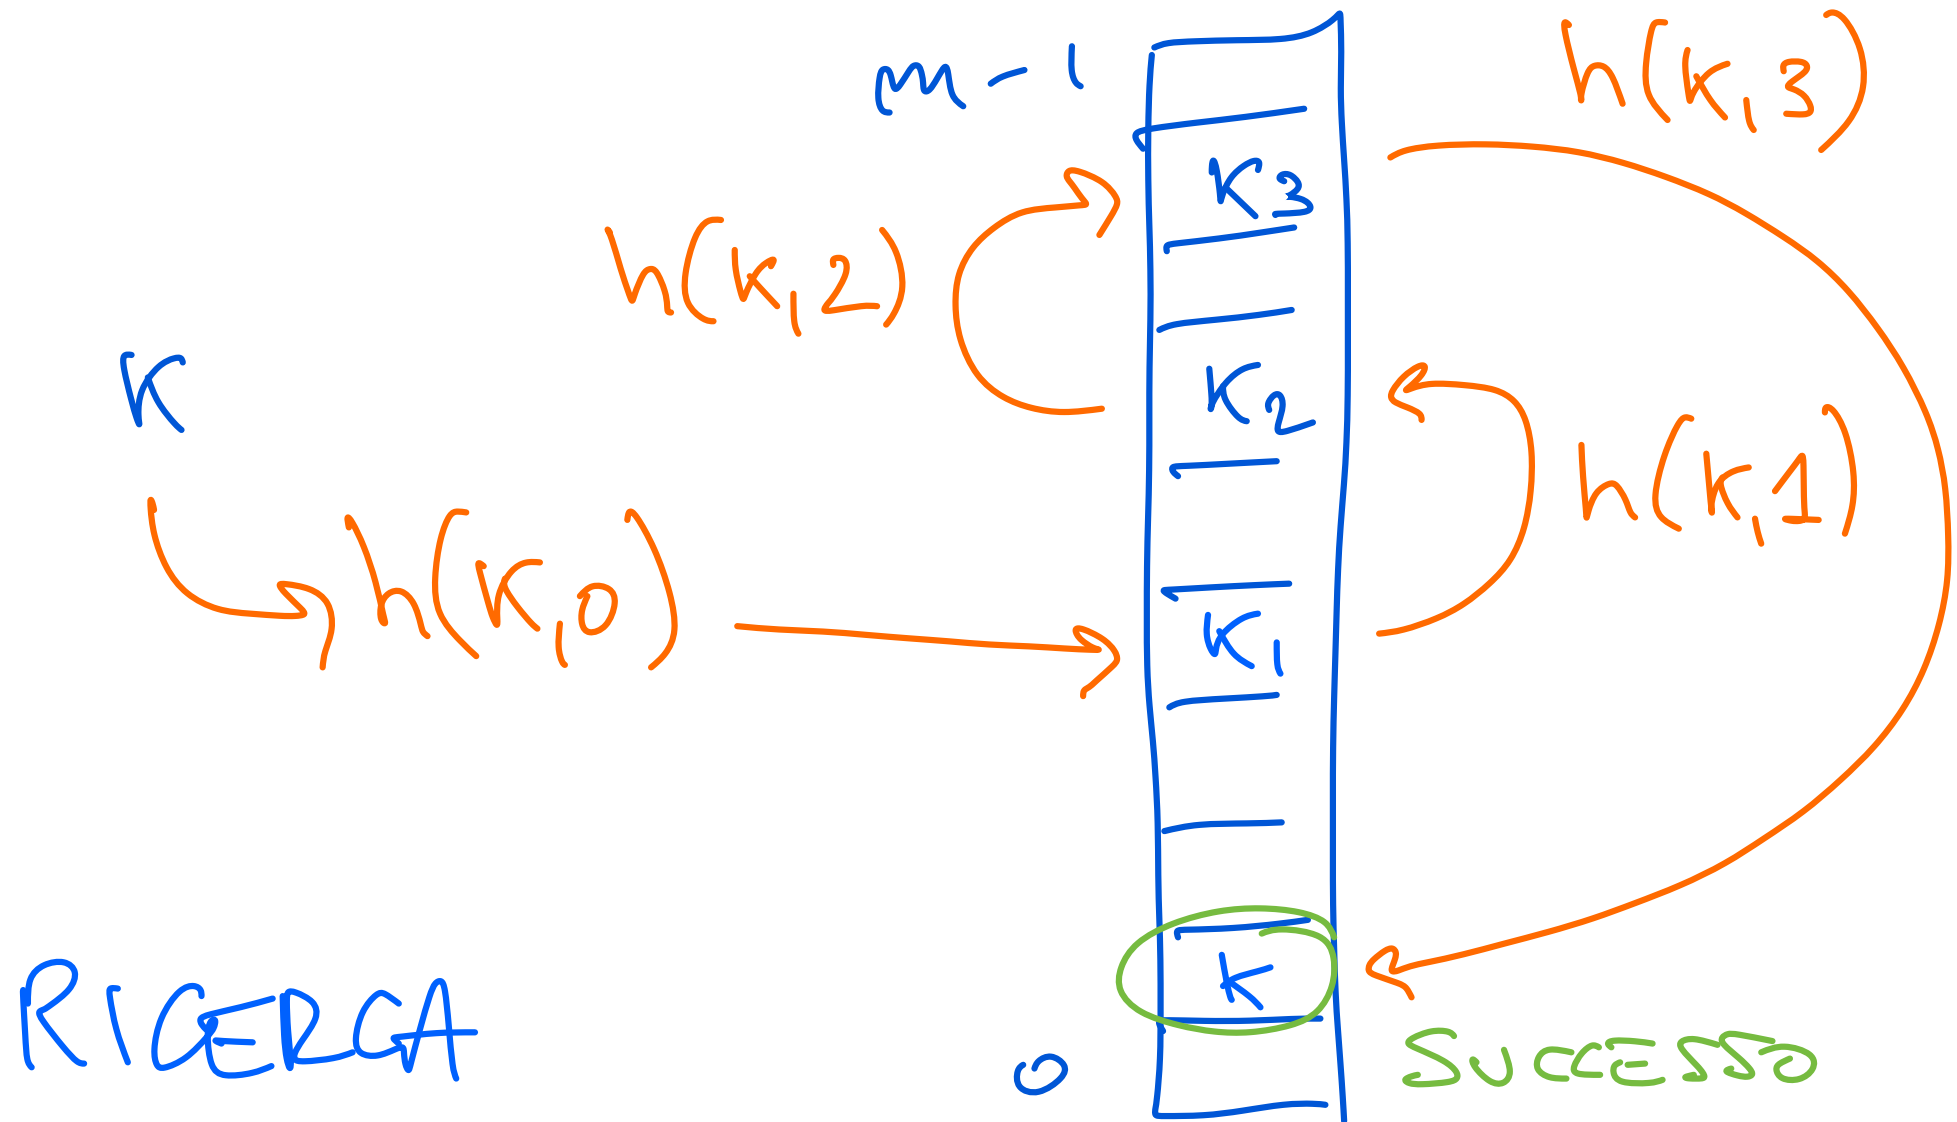 m-1
h(K,3)
K3
h(K,2)
K
K2
h(K,1)
h(K,0)
K1
K
RICERCA
0
SUCCESSO